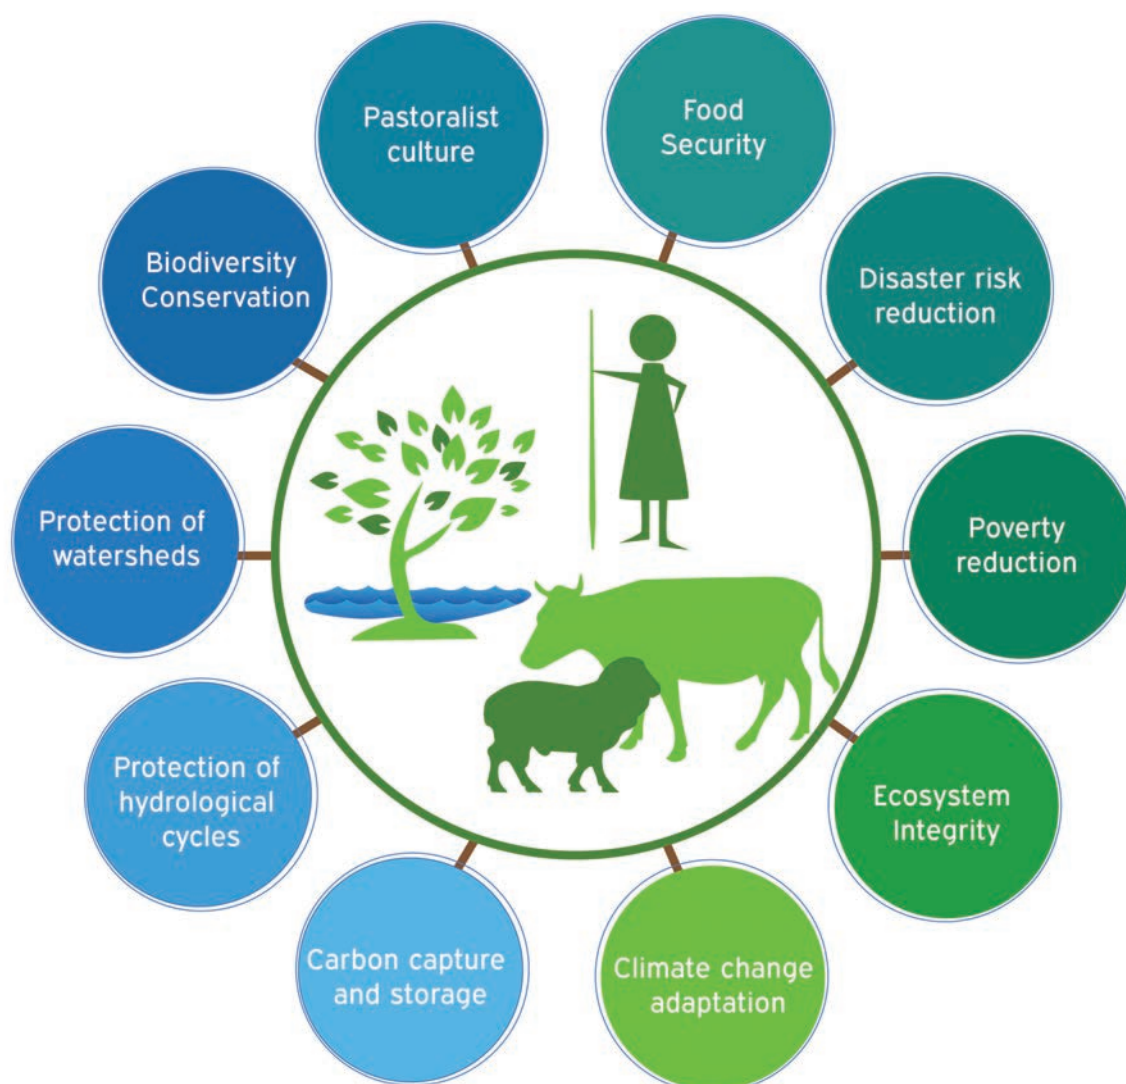 Pastoralist
culture
Food
Security
Disaster risk
reduction
Poverty
reduction
Ecosystem
Integrity
Climate change
adaptation
Carbon capture
and storage
Protection of
hydrological
cycles
Protection of
watersheds
Biodiversity
Conservation